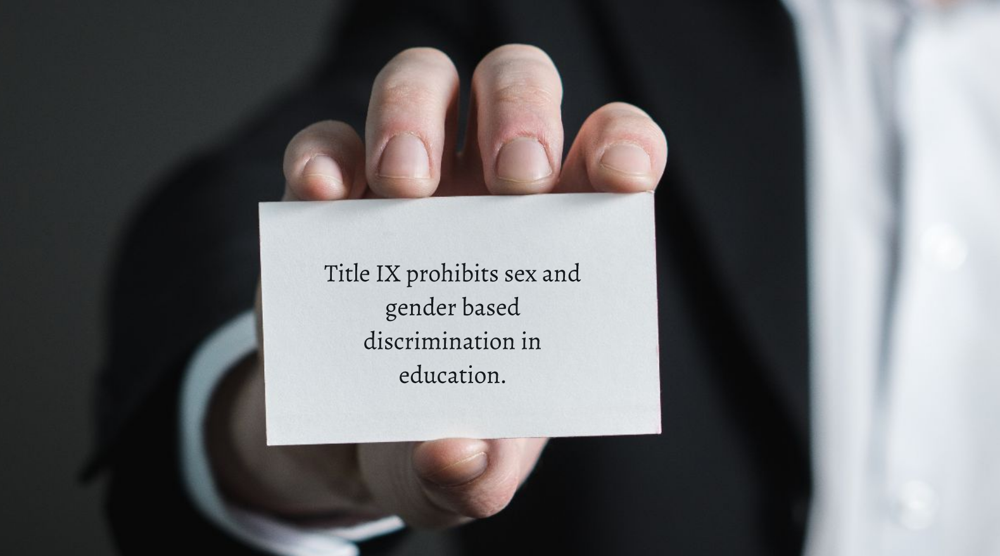 Title IX prohibits sex and
gender based
discrimination in
education.